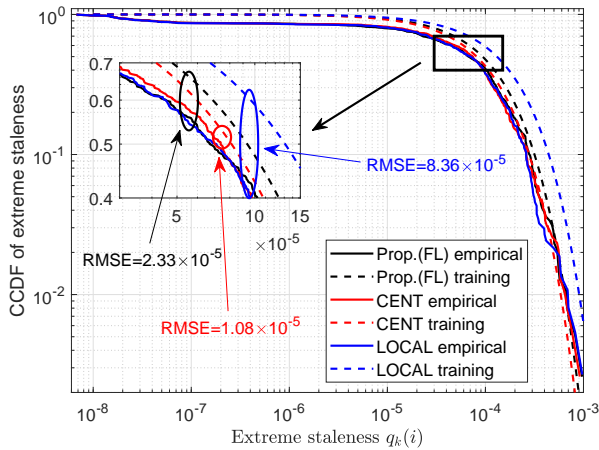 CCDF of extreme staleness
10^0
10^-1
10^-2
0.7
0.6
0.5
0.4
5
10
15
×10^-5
RMSE=8.36×10^-5
RMSE=2.33×10^-5
RMSE=1.08×10^-5
Prop.(FL) empirical
Prop.(FL) training
CENT empirical
CENT training
LOCAL empirical
LOCAL training
10^-8
10^-7
10^-6
10^-5
10^-4
10^-3
Extreme staleness q_k(i)